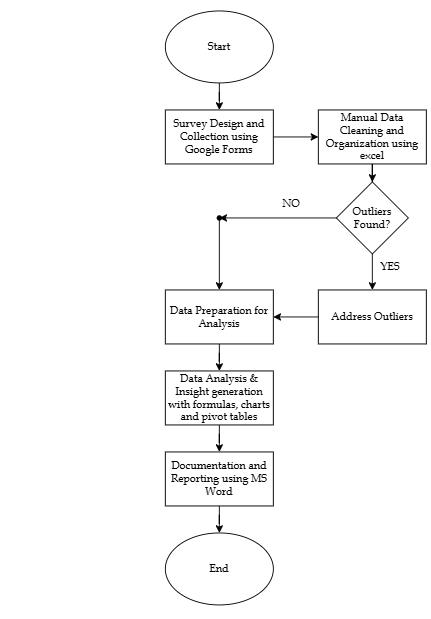 Start
Survey Design and
Collection using
Google Forms
Manual Data
Cleaning and
Organization using
excel
Outliers
Found?
NO
YES
Address Outliers
Data Preparation for
Analysis
Data Analysis &
Insight generation
with formulas, charts
and pivot tables
Documentation and
Reporting using MS
Word
End